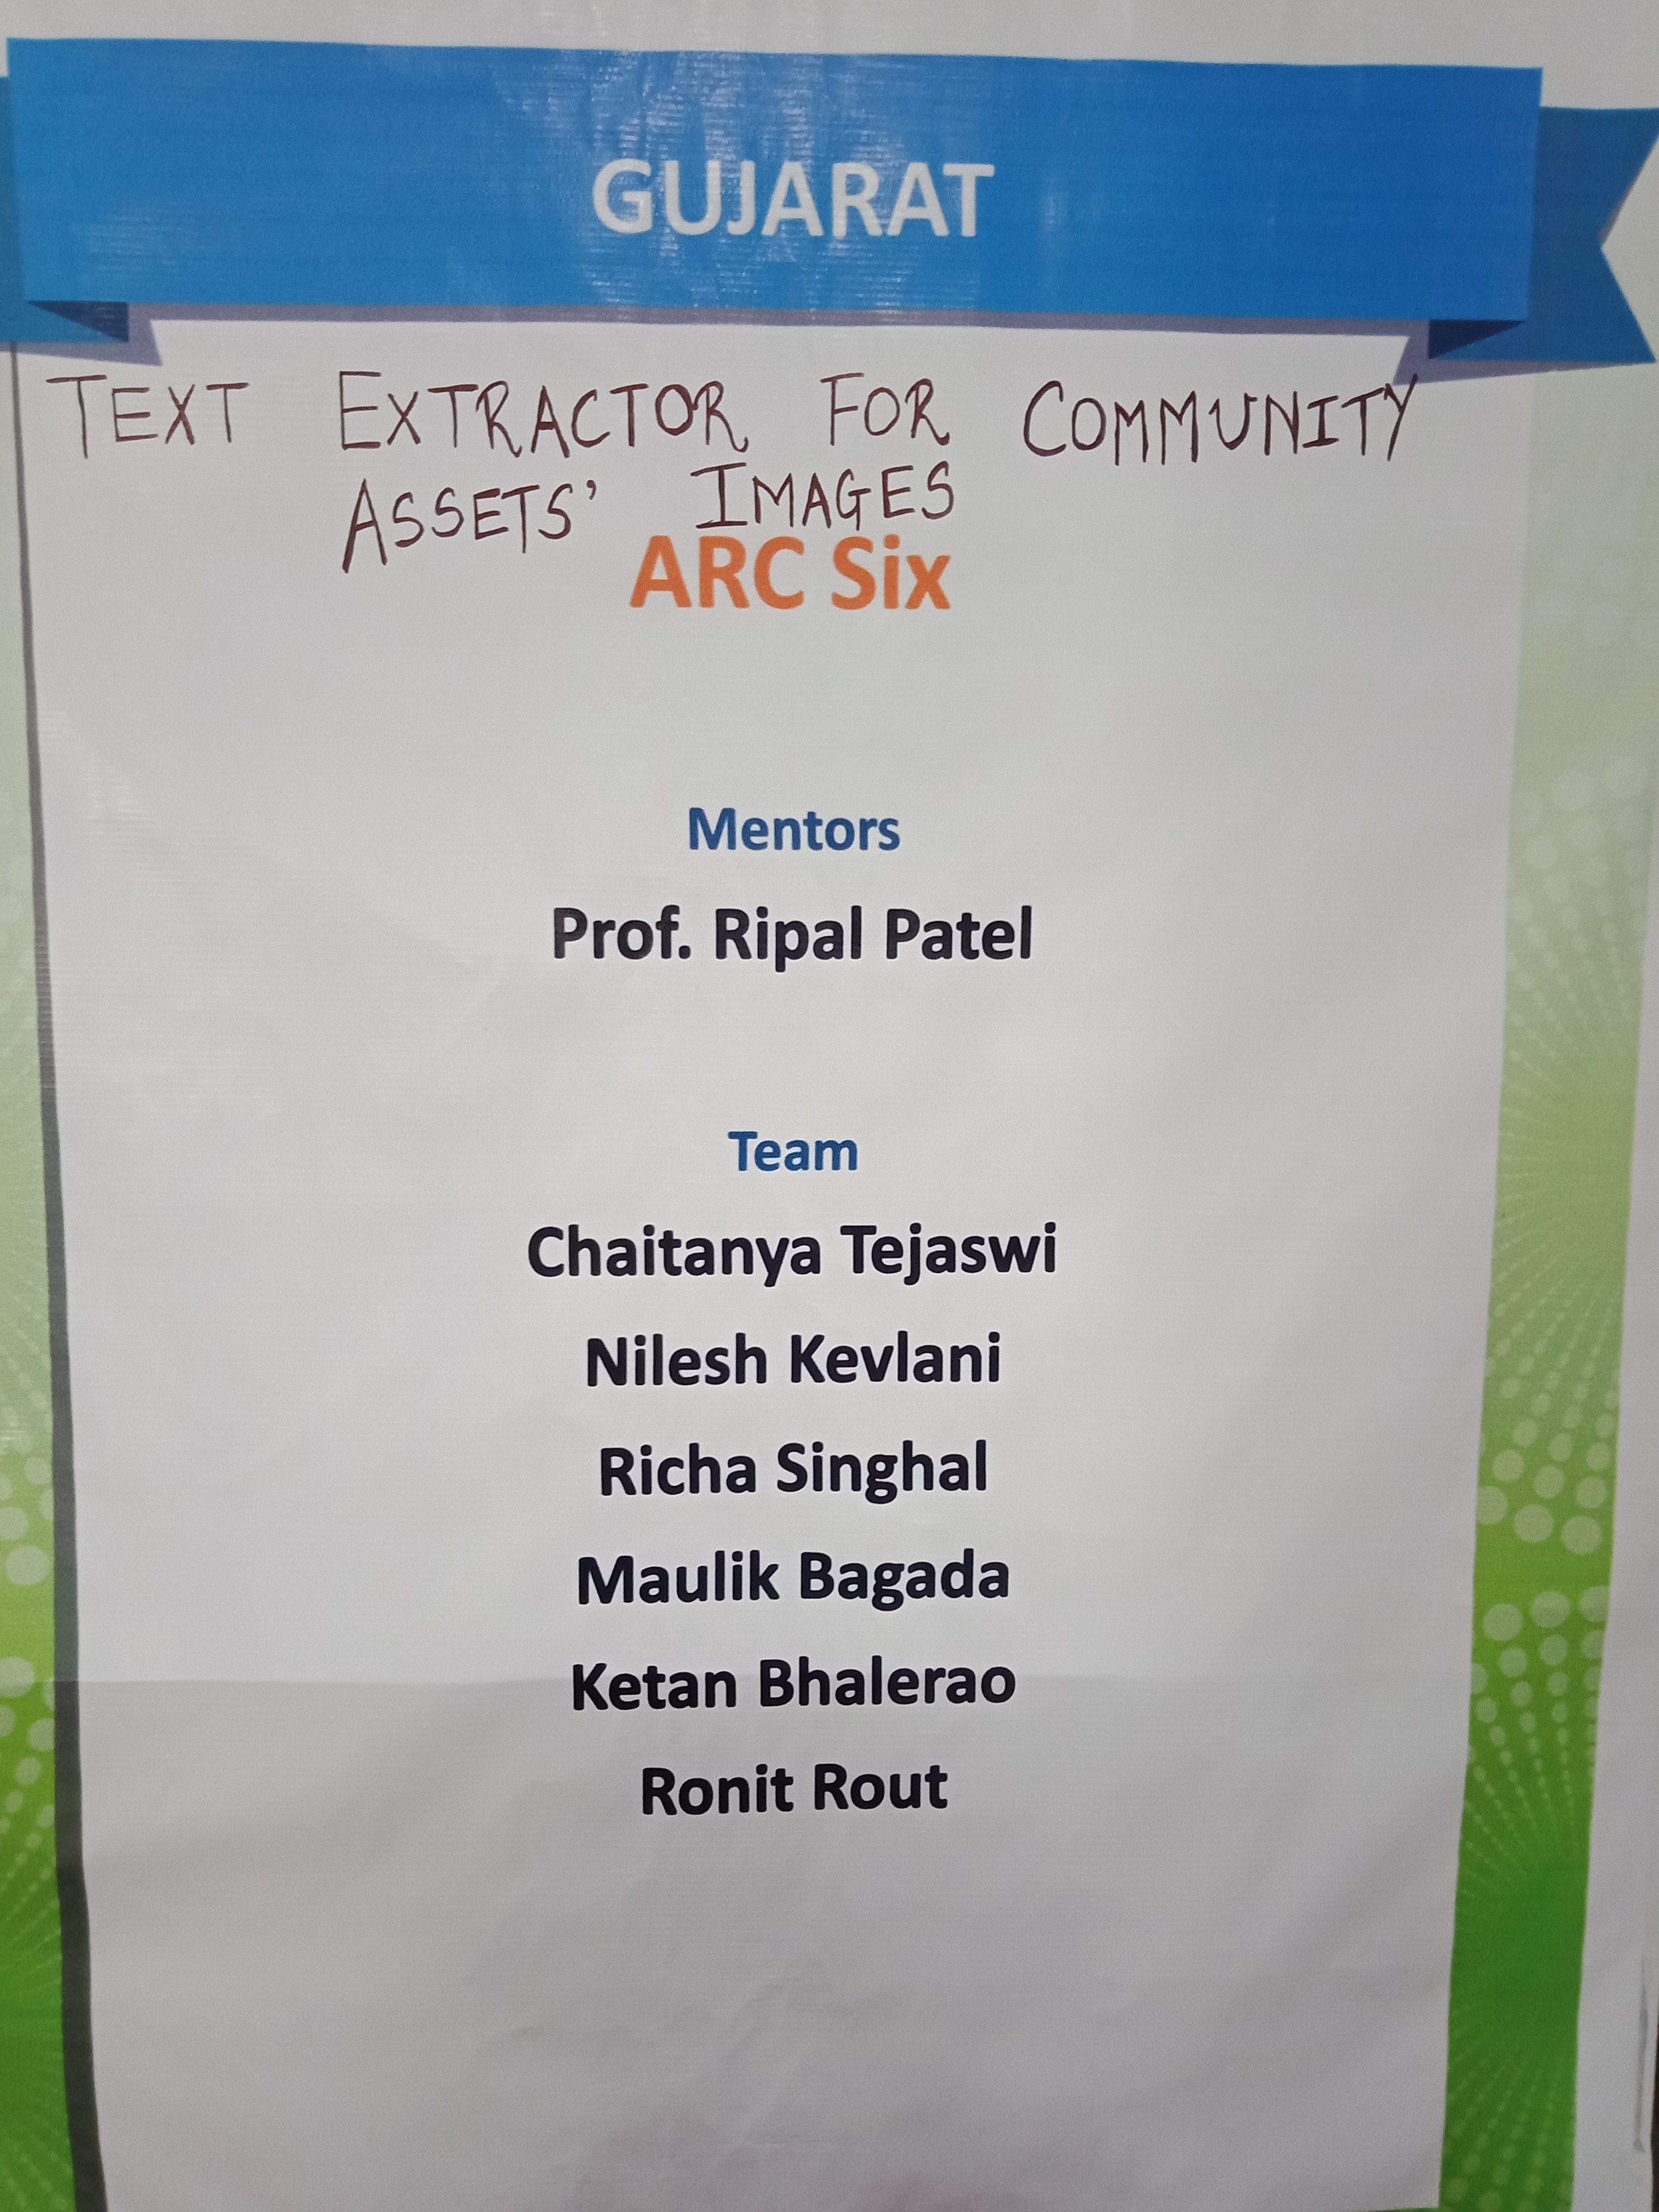 GUJARAT
TEXT EXTRACTOR FOR COMMUNITY
ASSETS' IMAGES
ARC Six
Mentors
Prof. Ripal Patel
Team
Chaitanya Tejaswi
Nilesh Kevlani
Richa Singhal
Maulik Bagada
Ketan Bhalerao
Ronit Rout